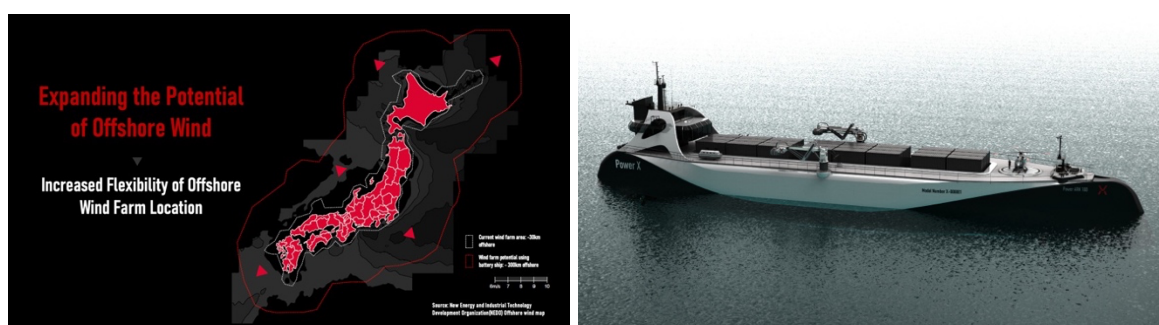 Expanding the Potential
of Offshore Wind
Increased Flexibility of Offshore
Wind Farm Location
Current wind farm area: ~30km
offshore
Wind farm potential using
battery ship: ~ 300km offshore
6m/s 7 8 9 10
Source: New Energy and Industrial Technology
Development Organization(NEDO) Offshore wind map
Power X